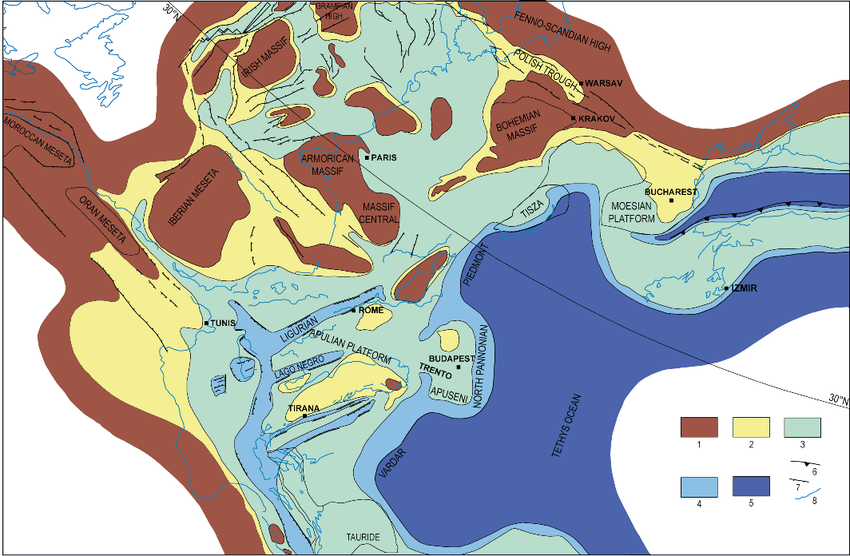 30°N
GRAMPIAN
HIGH
FENNO-SCANDIAN HIGH
IRISH MASSIF
POLISH TROUGH
WARSAV
BOHEMIAN
MASSIF
KRAKOV
MOROCCAN MESETA
ARMORICAN
MASSIF
PARIS
ORAN MESETA
IBERIAN MESETA
MASSIF
CENTRAL
TISZA
MOESIAN
PLATFORM
BUCHAREST
PIEDMONT
IZMIR
TUNIS
LIGURIAN
ROME
APULIAN PLATFORM
LAGO NEGRO
BUDAPEST
TRENTO
APUSENI
NORTH PANNONIAN
TIRANA
VARDAR
TETHYS OCEAN
TAURIDE
30°N
1
2
3
4
5
6
7
8